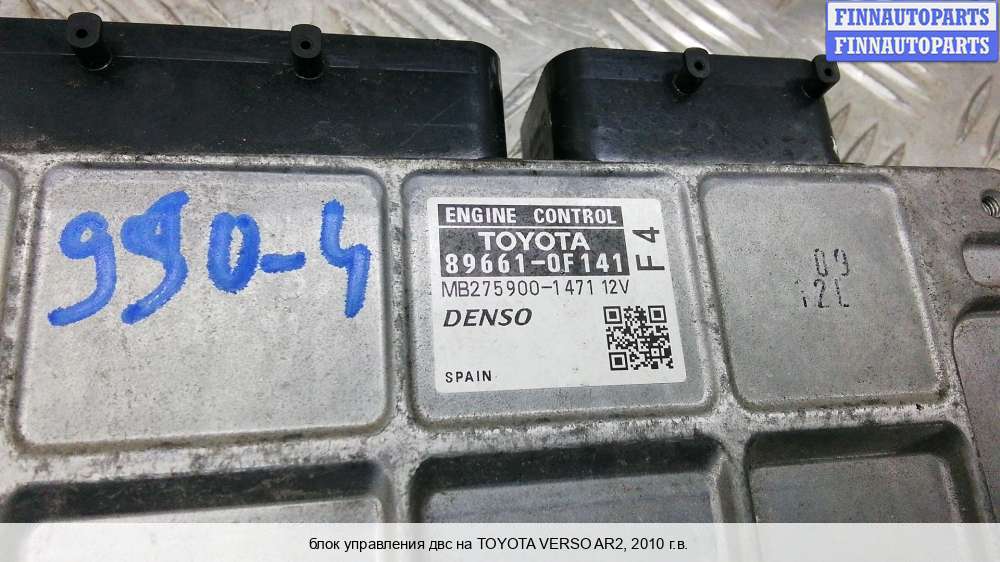 FINNAUTOPARTS
FINNAUTOPARTS
990-4
ENGINE CONTROL
TOYOTA
89661-0F141
F4
MB275900-1471 12V
DENSO
SPAIN
09
блок управления двс на TOYOTA VERSO AR2, 2010 г.в.